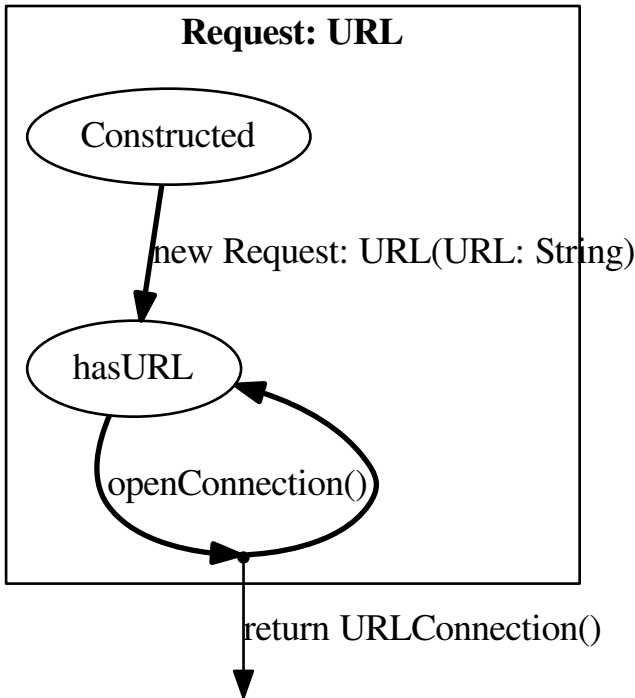 Request: URL
Constructed
new Request: URL(URL: String)
hasURL
openConnection()
return URLConnection()